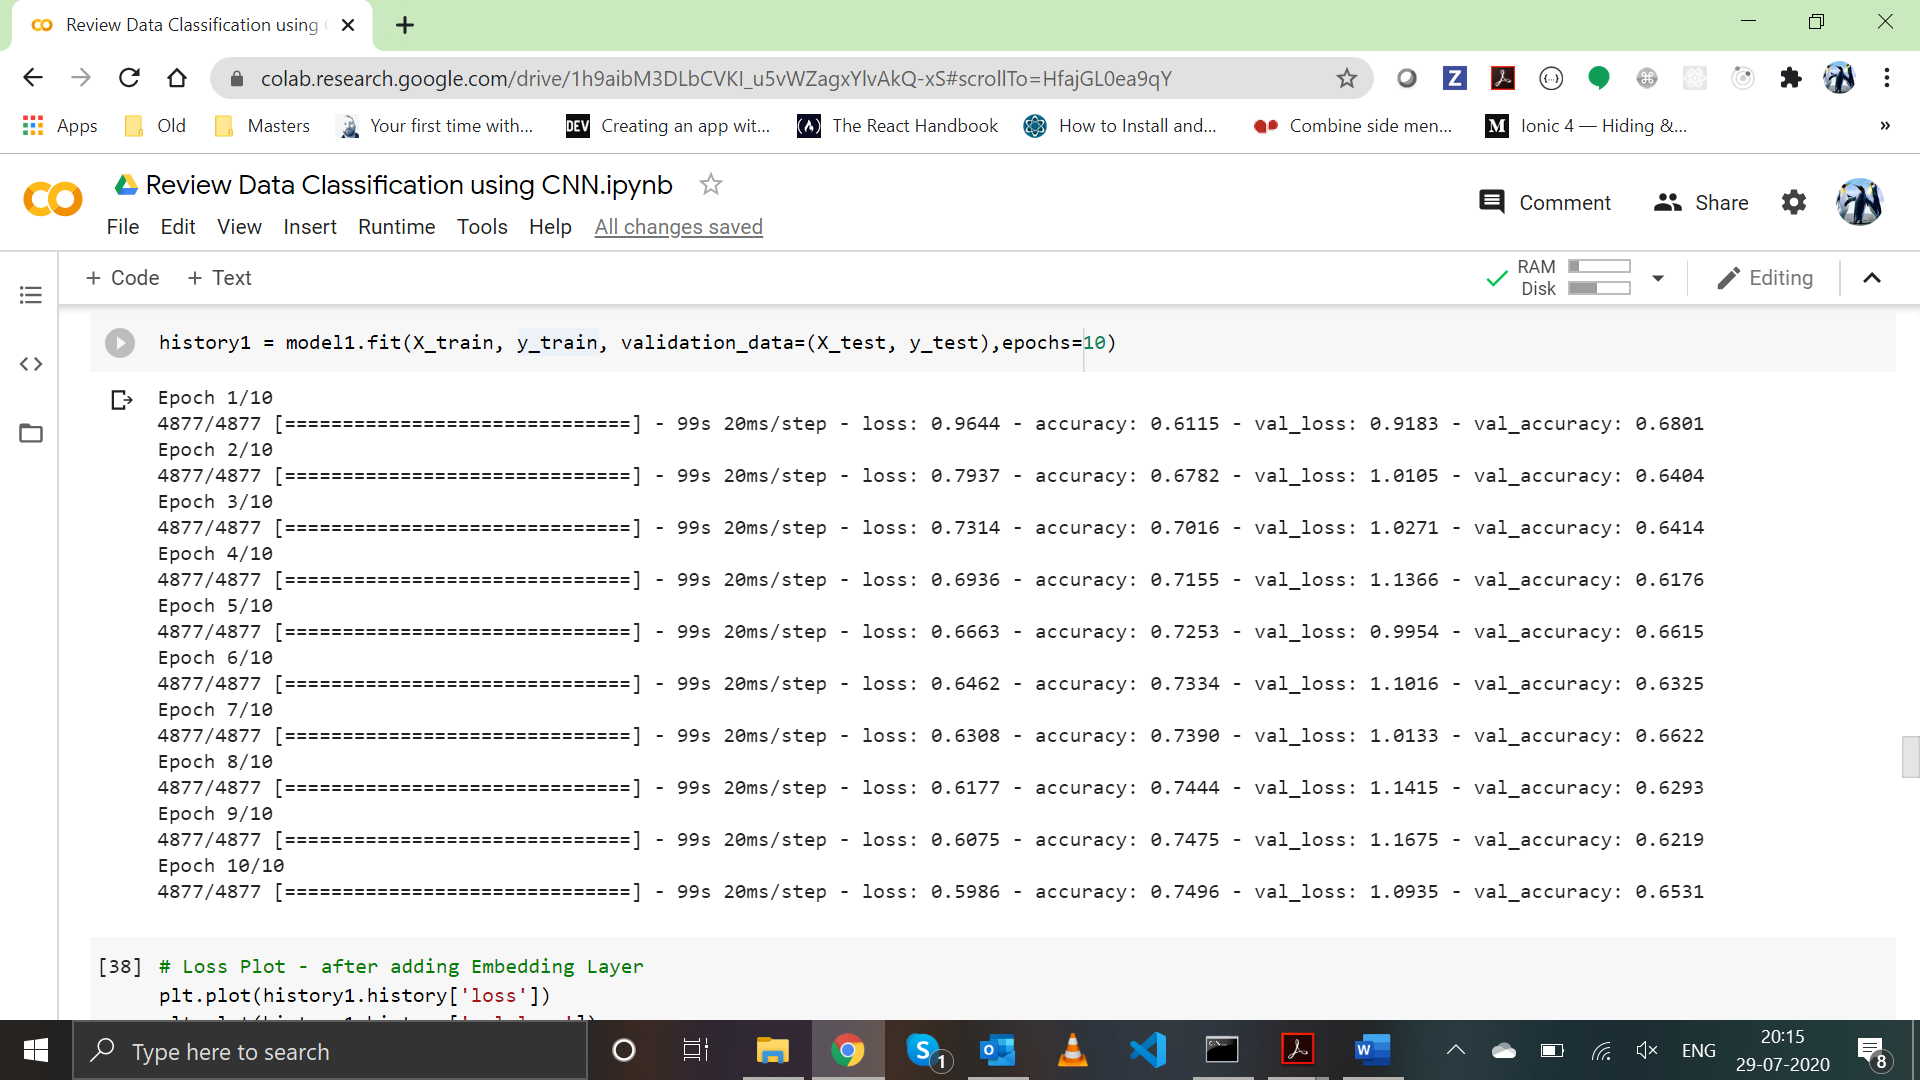 Review Data Classification using
colab.research.google.com/drive/1h9aibM3DLbCVKI_u5vWZagxYlvAkQ-xS#scrollTo=HfajGL0ea9qY
Apps Old Masters Your first time with... DEV Creating an app wit... The React Handbook How to Install and... Combine side men... M Ionic 4 — Hiding &... »
Review Data Classification using CNN.ipynb
Comment Share
File Edit View Insert Runtime Tools Help All changes saved
+ Code + Text
RAM
Disk
Editing
history1 = model1.fit(X_train, y_train, validation_data=(X_test, y_test),epochs=10)
Epoch 1/10
4877/4877 [==============================] - 99s 20ms/step - loss: 0.9644 - accuracy: 0.6115 - val_loss: 0.9183 - val_accuracy: 0.6801
Epoch 2/10
4877/4877 [==============================] - 99s 20ms/step - loss: 0.7937 - accuracy: 0.6782 - val_loss: 1.0105 - val_accuracy: 0.6404
Epoch 3/10
4877/4877 [==============================] - 99s 20ms/step - loss: 0.7314 - accuracy: 0.7016 - val_loss: 1.0271 - val_accuracy: 0.6414
Epoch 4/10
4877/4877 [==============================] - 99s 20ms/step - loss: 0.6936 - accuracy: 0.7155 - val_loss: 1.1366 - val_accuracy: 0.6176
Epoch 5/10
4877/4877 [==============================] - 99s 20ms/step - loss: 0.6663 - accuracy: 0.7253 - val_loss: 0.9954 - val_accuracy: 0.6615
Epoch 6/10
4877/4877 [==============================] - 99s 20ms/step - loss: 0.6462 - accuracy: 0.7334 - val_loss: 1.1016 - val_accuracy: 0.6325
Epoch 7/10
4877/4877 [==============================] - 99s 20ms/step - loss: 0.6308 - accuracy: 0.7390 - val_loss: 1.0133 - val_accuracy: 0.6622
Epoch 8/10
4877/4877 [==============================] - 99s 20ms/step - loss: 0.6177 - accuracy: 0.7444 - val_loss: 1.1415 - val_accuracy: 0.6293
Epoch 9/10
4877/4877 [==============================] - 99s 20ms/step - loss: 0.6075 - accuracy: 0.7475 - val_loss: 1.1675 - val_accuracy: 0.6219
Epoch 10/10
4877/4877 [==============================] - 99s 20ms/step - loss: 0.5986 - accuracy: 0.7496 - val_loss: 1.0935 - val_accuracy: 0.6531
[38] # Loss Plot - after adding Embedding Layer
plt.plot(history1.history['loss'])
Type here to search
ENG
20:15
29-07-2020
8